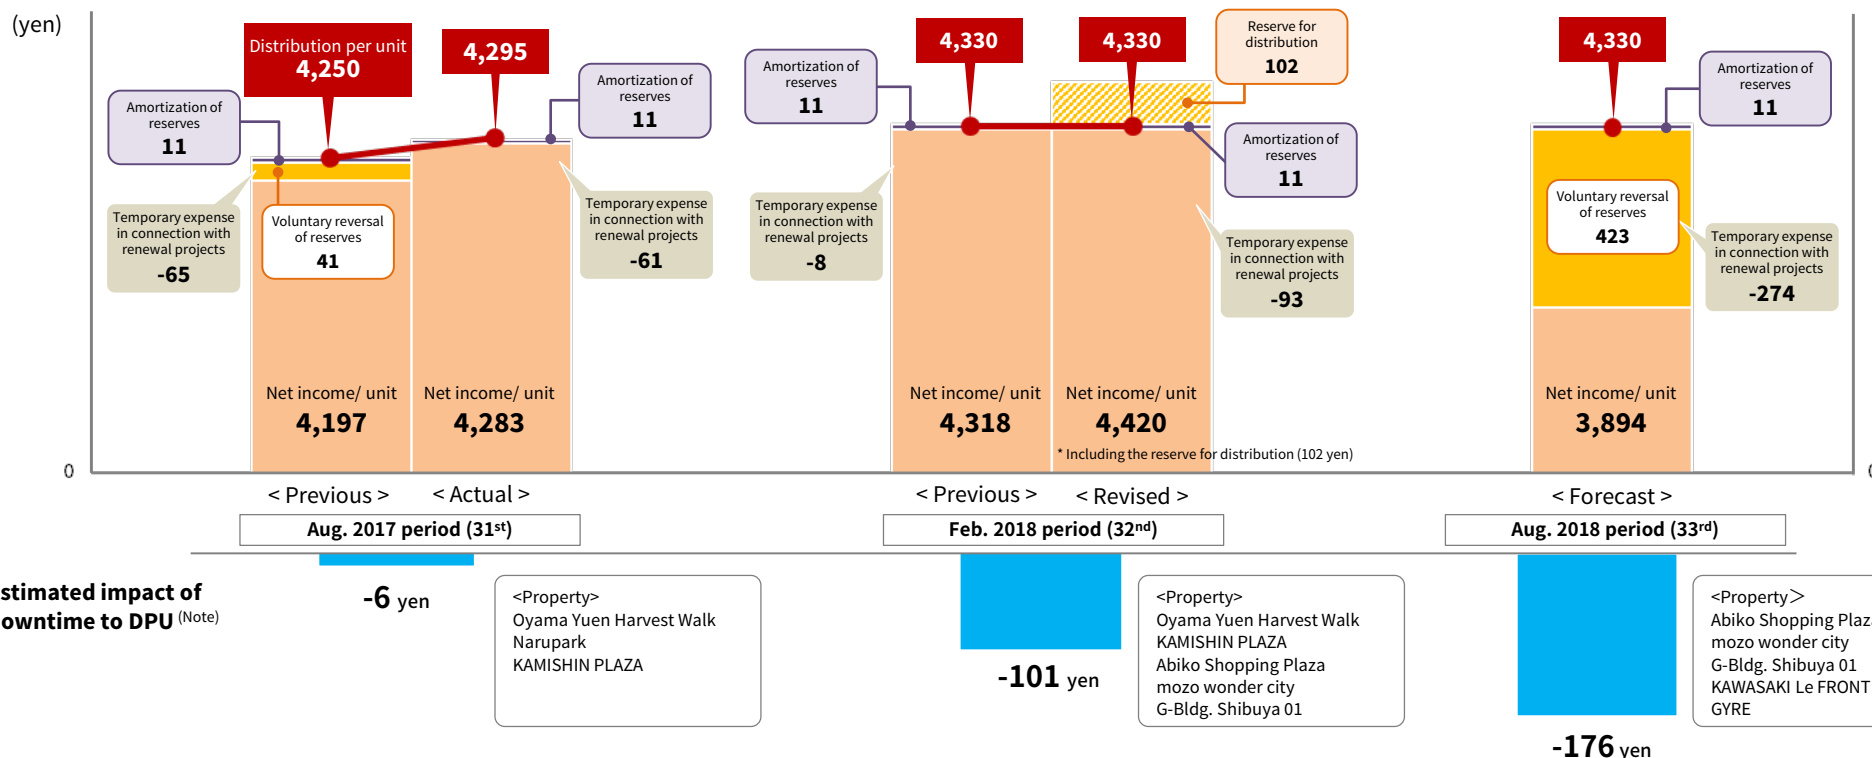 (yen)
Distribution per unit
4,250
4,295
Amortization of
reserves
11
Amortization of
reserves
11
Temporary expense
in connection with
renewal projects
-65
Voluntary reversal
of reserves
41
Temporary expense
in connection with
renewal projects
-61
Net income/ unit
4,197
Net income/ unit
4,283
4,330
4,330
Reserve for
distribution
102
Amortization of
reserves
11
Amortization of
reserves
11
Temporary expense
in connection with
renewal projects
-8
Temporary expense
in connection with
renewal projects
-93
Net income/ unit
4,318
Net income/ unit
4,420
* Including the reserve for distribution (102 yen)
4,330
Amortization of
reserves
11
Voluntary reversal
of reserves
423
Temporary expense
in connection with
renewal projects
-274
Net income/ unit
3,894
0
< Previous >
< Actual >
Aug. 2017 period (31st)
< Previous >
< Revised >
Feb. 2018 period (32nd)
< Forecast >
Aug. 2018 period (33rd)
stimated impact of
owntime to DPU (Note)
-6 yen
<Property>
Oyama Yuen Harvest Walk
Narupark
KAMISHIN PLAZA
-101 yen
<Property>
Oyama Yuen Harvest Walk
KAMISHIN PLAZA
Abiko Shopping Plaza
mozo wonder city
G-Bldg. Shibuya 01
-176 yen
<Property＞
Abiko Shopping Plaza
mozo wonder city
G-Bldg. Shibuya 01
KAWASAKI Le FRONT
GYRE